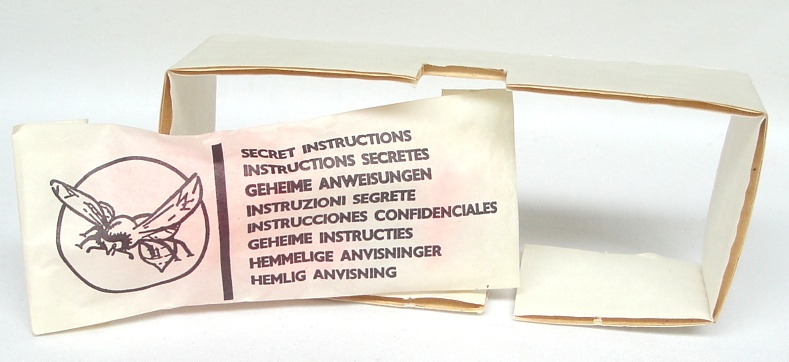 SECRET INSTRUCTIONS
INSTRUCTIONS SECRETES
GEHEIME ANWEISUNGEN
INSTRUZIONI SEGRETE
INSTRUCCIONES CONFIDENCIALES
GEHEIME INSTRUCTIES
HEMMELIGE ANVISNINGER
HEMLIG ANVISNING